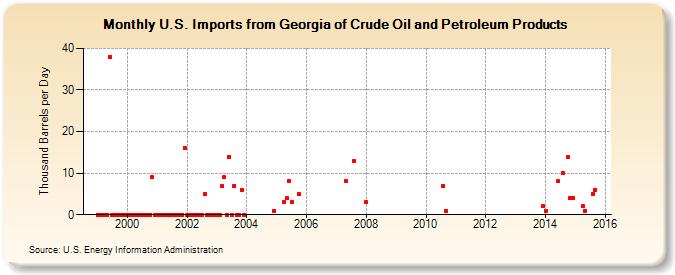 Monthly U.S. Imports from Georgia of Crude Oil and Petroleum Products
Thousand Barrels per Day
40
30
20
10
0
2000 2002 2004 2006 2008 2010 2012 2014 2016
Source: U.S. Energy Information Administration